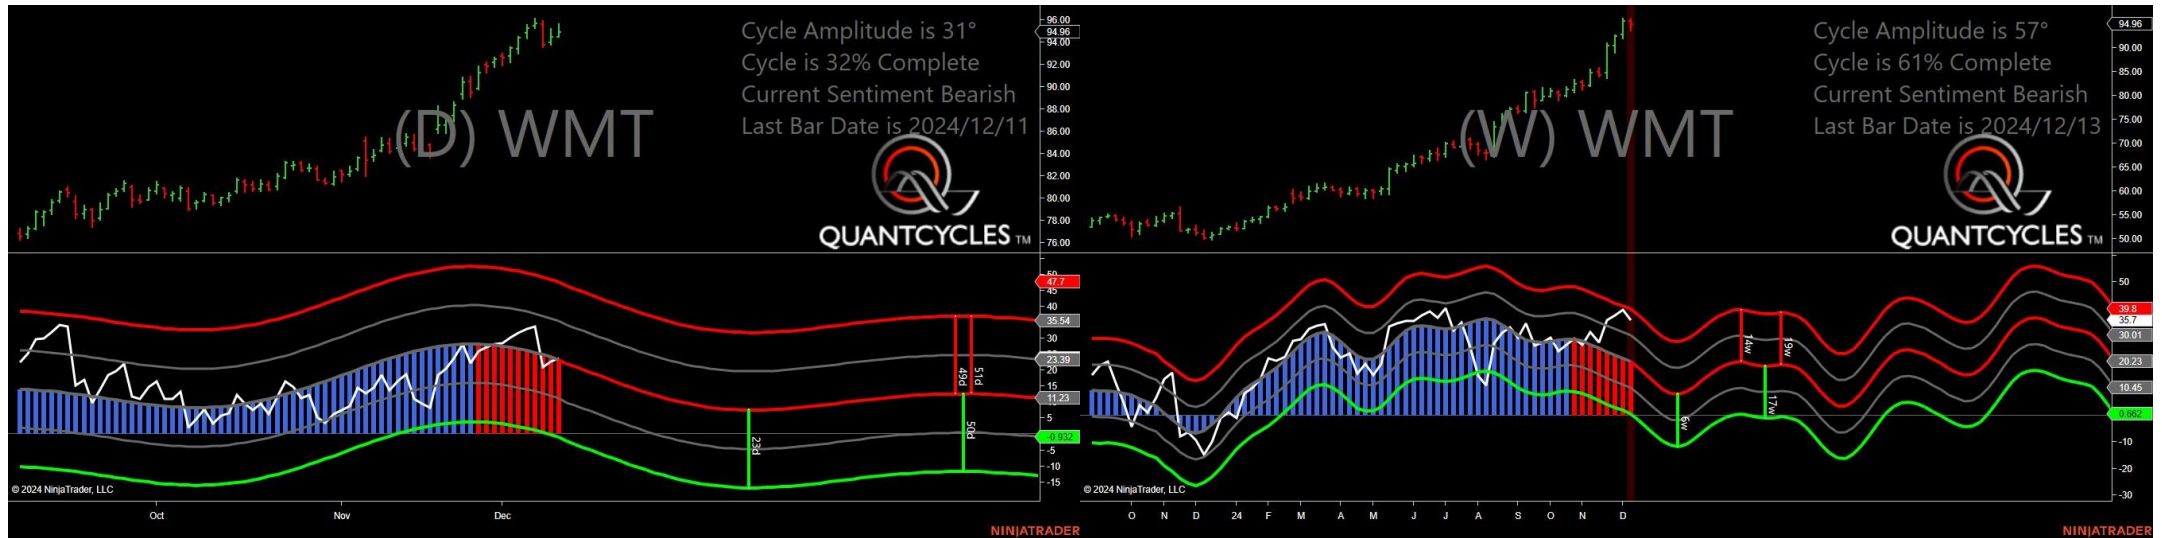 Cycle Amplitude is 31°
Cycle is 32% Complete
Current Sentiment Bearish
Last Bar Date is 2024/12/11
(D) WMT
QUANTCYCLES TM
96.00
94.96
94.00
92.00
90.00
88.00
86.00
84.00
82.00
80.00
78.00
76.00
47.7
45
40
35.54
30
23.39
20
15
11.23
5
-0.932
-5
-10
-15
23d
49d
51d
50d
© 2024 NinjaTrader, LLC
Oct Nov Dec
NINJATRADER
Cycle Amplitude is 57°
Cycle is 61% Complete
Current Sentiment Bearish
Last Bar Date is 2024/12/13
(W) WMT
QUANTCYCLES TM
94.96
90.00
85.00
80.00
75.00
70.00
65.00
60.00
55.00
50.00
50
39.8
35.7
30.01
20.23
10.45
0.662
-10
-20
-30
6w
14w
17w
19w
© 2024 NinjaTrader, LLC
O N D 24 F M A M J J A S O N D
NINJATRADER